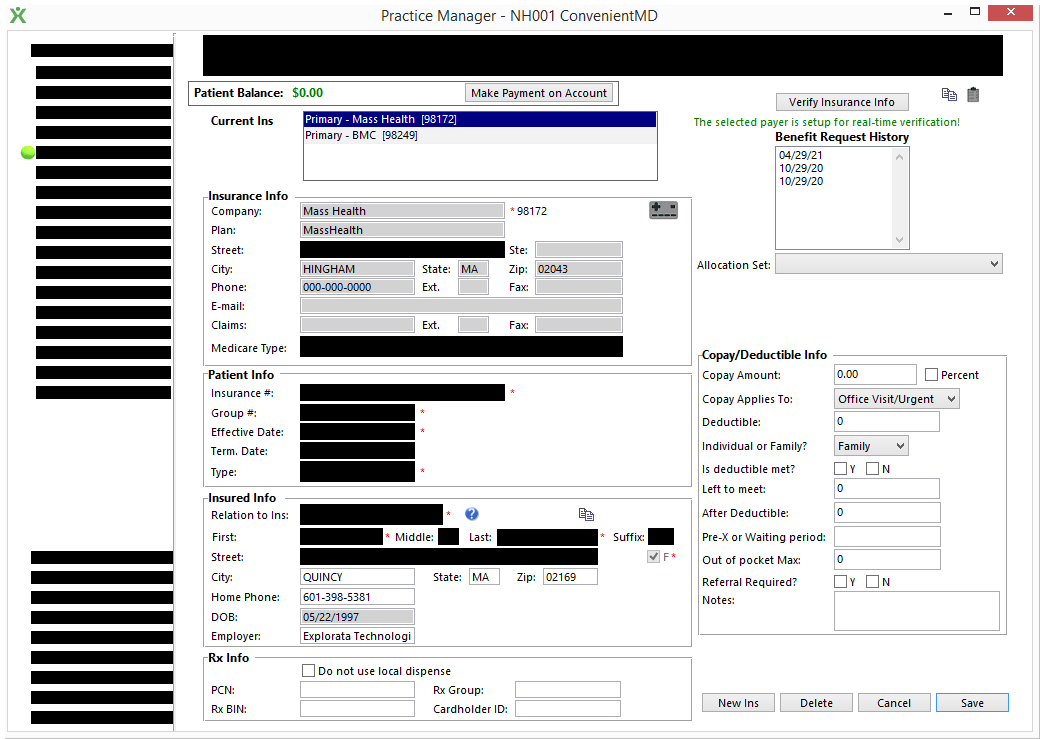 Practice Manager - NH001 ConvenientMD
Patient Balance: $0.00 Make Payment on Account
Verify Insurance Info
The selected payer is setup for real-time verification!
Current Ins
Primary - Mass Health [98172]
Primary - BMC [98249]
Benefit Request History
04/29/21
10/29/20
10/29/20
Allocation Set:
Insurance Info
Company: Mass Health * 98172
Plan: MassHealth
Street: Ste:
City: HINGHAM State: MA Zip: 02043
Phone: 000-000-0000 Ext. Fax:
E-mail:
Claims: Ext. Fax:
Medicare Type:
Patient Info
Insurance #: *
Group #: *
Effective Date: *
Term. Date:
Type: *
Insured Info
Relation to Ins: * ?
First: * Middle: Last: * Suffix:
Street: F *
City: QUINCY State: MA Zip: 02169
Home Phone: 601-398-5381
DOB: 05/22/1997
Employer: Explorata Technologi
Rx Info
Do not use local dispense
PCN: Rx Group:
Rx BIN: Cardholder ID:
Copay/Deductible Info
Copay Amount: 0.00 Percent
Copay Applies To: Office Visit/Urgent
Deductible: 0
Individual or Family? Family
Is deductible met? Y N
Left to meet: 0
After Deductible: 0
Pre-X or Waiting period:
Out of pocket Max: 0
Referral Required? Y N
Notes:
New Ins Delete Cancel Save